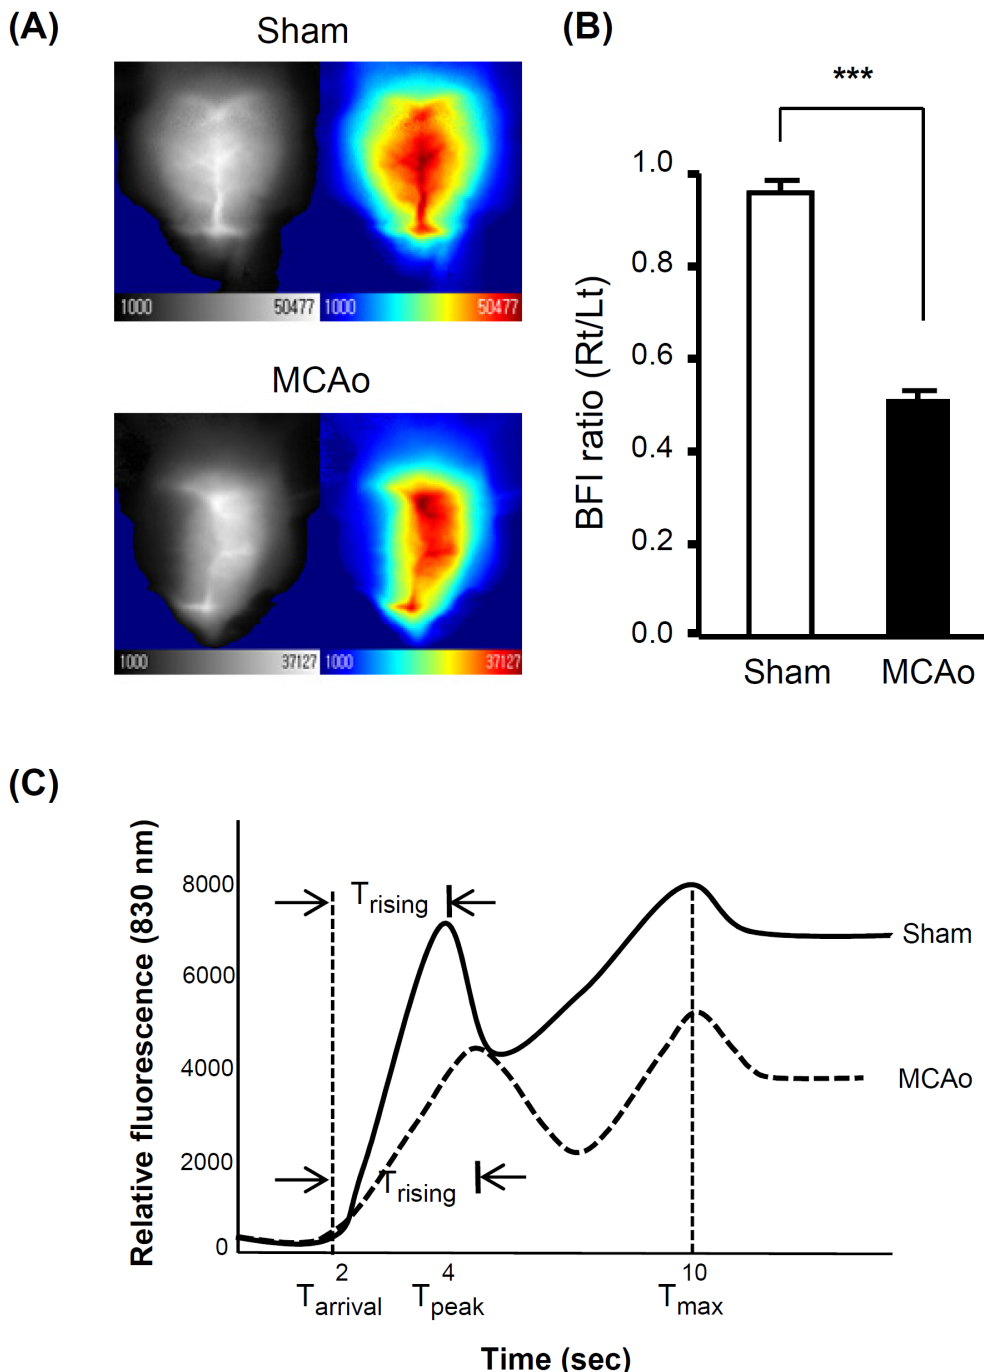 (A)
Sham
1000 50477 1000 50477
MCAo
1000 37127 1000 37127
(B)
***
BFI ratio (Rt/Lt)
1.0
0.8
0.6
0.4
0.2
0.0
Sham MCAo
(C)
Relative fluorescence (830 nm)
8000
6000
4000
2000
0
Trising
Trising
Sham
MCAo
2 4 10
Tarrival Tpeak Tmax
Time (sec)